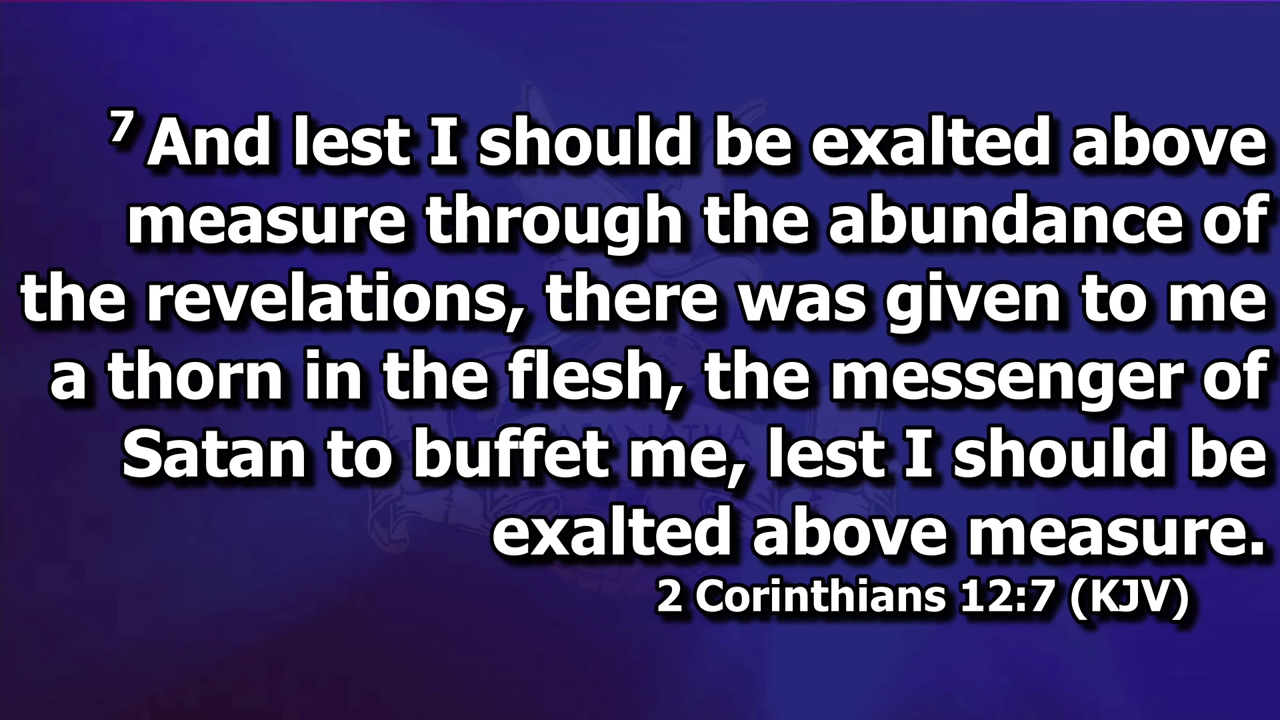 7 And lest I should be exalted above
measure through the abundance of
the revelations, there was given to me
a thorn in the flesh, the messenger of
Satan to buffet me, lest I should be
exalted above measure.
2 Corinthians 12:7 (KJV)